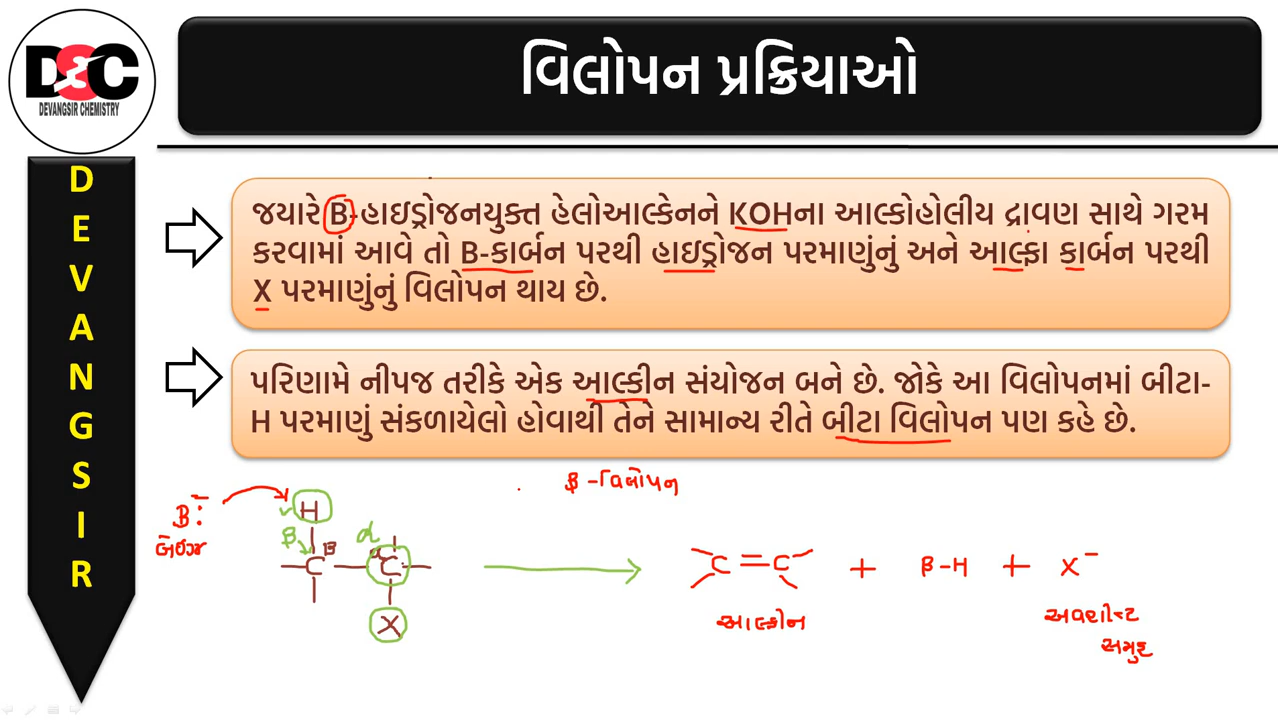 D&C
DEVANGSIR CHEMISTRY
વિલોપન પ્રક્રિયાઓ
DEVANGSIR
જયારે B-હાઇડ્રોજનયુક્ત હેલોઆલ્કેનને KOHના આલ્કોહોલીય દ્રાવણ સાથે ગરમ
કરવામાં આવે તો B-કાર્બન પરથી હાઇડ્રોજન પરમાણુંનું અને આલ્ફા કાર્બન પરથી
X પરમાણુંનું વિલોપન થાય છે.
પરિણામે નીપજ તરીકે એક આલ્કીન સંયોજન બને છે. જોકે આ વિલોપનમાં બીટા-
H પરમાણું સંકળાયેલો હોવાથી તેને સામાન્ય રીતે બીટા વિલોપન પણ કહે છે.
β-વિલોપન
B:⁻
બેઇઝ
H
β β α α
C C
X
C = C + B-H + X⁻
આલ્કીન
સમુહ